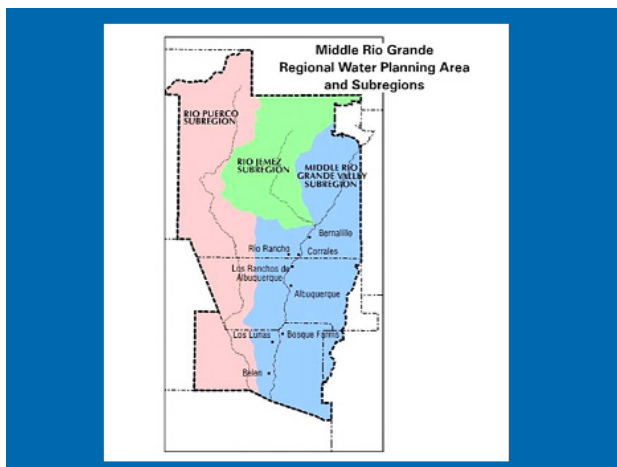 Middle Rio Grande
Regional Water Planning Area
and Subregions
RIO PUERCO
SUBREGION
RIO JEMEZ
SUBREGION
MIDDLE RIO
GRANDE VALLEY
SUBREGION
Bernalillo
Rio Rancho
Corrales
Los Ranchos de
Albuquerque
Albuquerque
Los Lunas
Bosque Farms
Belen